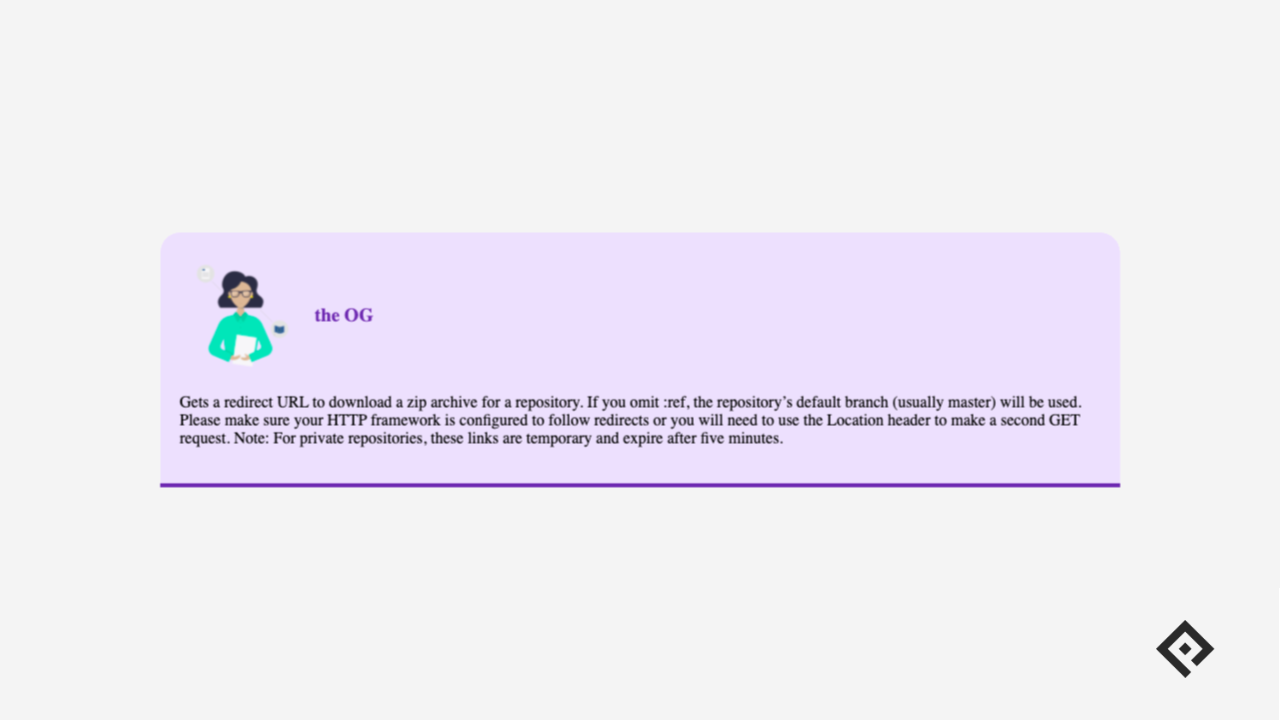 the OG
Gets a redirect URL to download a zip archive for a repository. If you omit :ref, the repository’s default branch (usually master) will be used.
Please make sure your HTTP framework is configured to follow redirects or you will need to use the Location header to make a second GET
request. Note: For private repositories, these links are temporary and expire after five minutes.